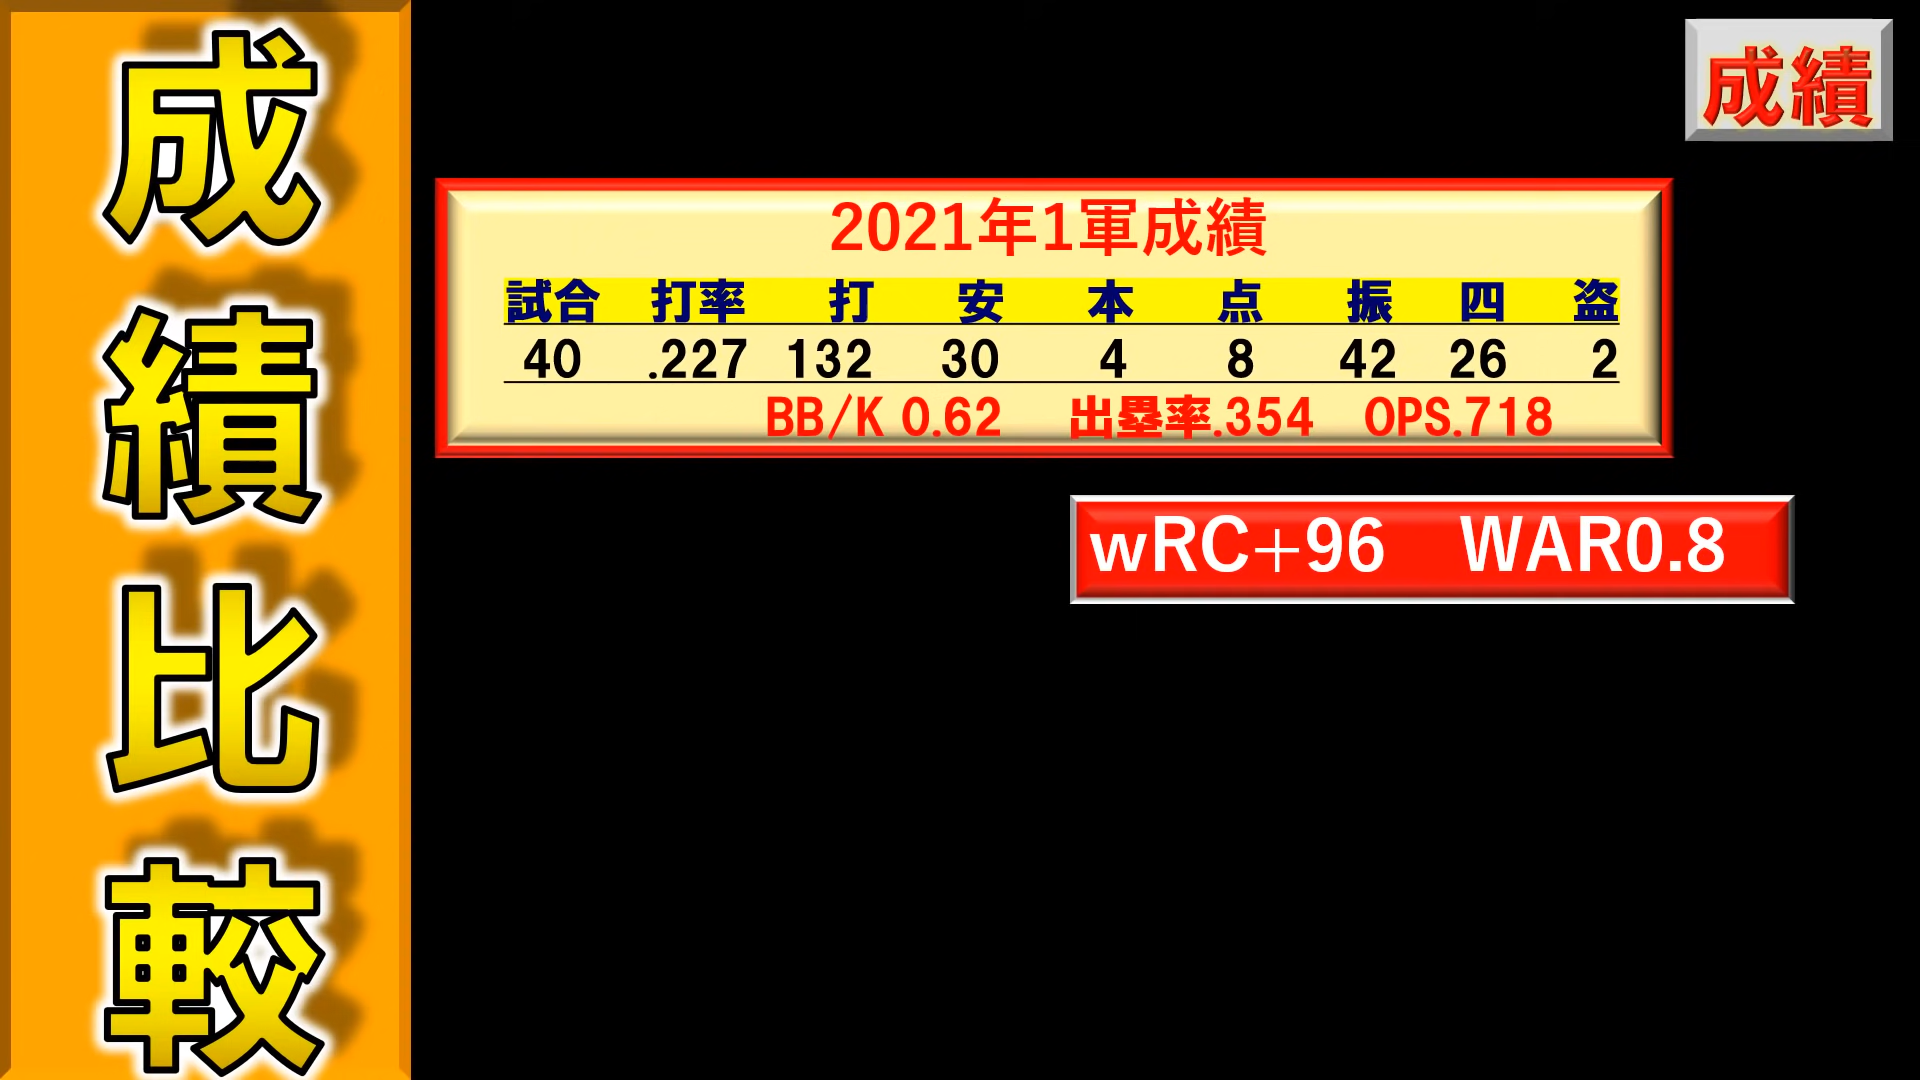 成績比較
成績
2021年1軍成績
試合 打率 打 安 本 点 振 四 盗
40 .227 132 30 4 8 42 26 2
BB/K 0.62 出塁率.354 OPS.718
wRC+96 WAR0.8